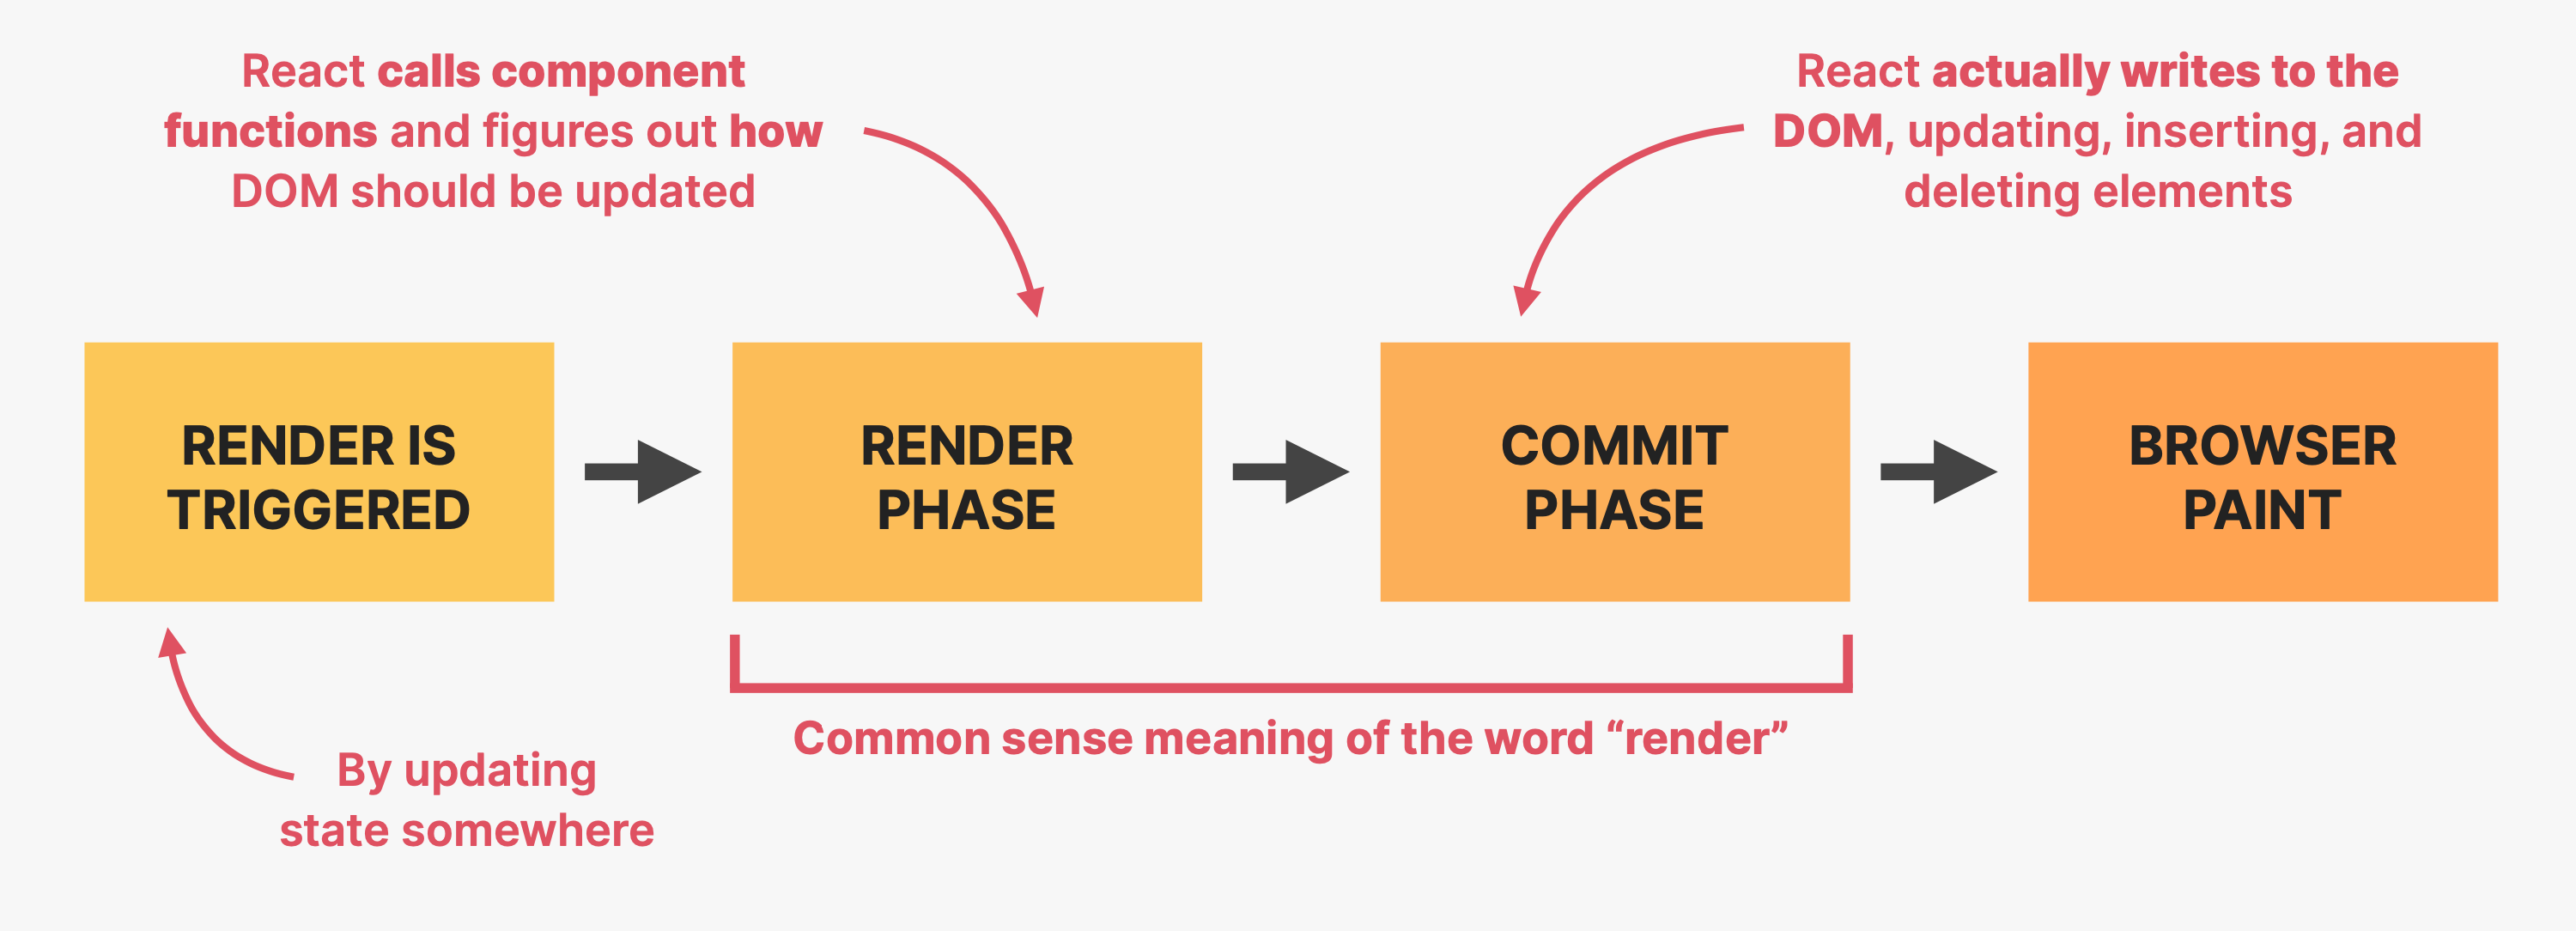 React calls component
functions and figures out how
DOM should be updated
React actually writes to the
DOM, updating, inserting, and
deleting elements
RENDER IS
TRIGGERED
RENDER
PHASE
COMMIT
PHASE
BROWSER
PAINT
By updating
state somewhere
Common sense meaning of the word “render”